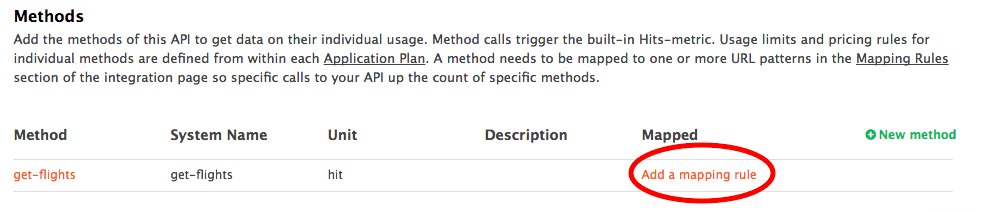 Methods
Add the methods of this API to get data on their individual usage. Method calls trigger the built-in Hits-metric. Usage limits and pricing rules for
individual methods are defined from within each Application Plan. A method needs to be mapped to one or more URL patterns in the Mapping Rules
section of the integration page so specific calls to your API up the count of specific methods.
Method System Name Unit Description Mapped New method
get-flights get-flights hit Add a mapping rule